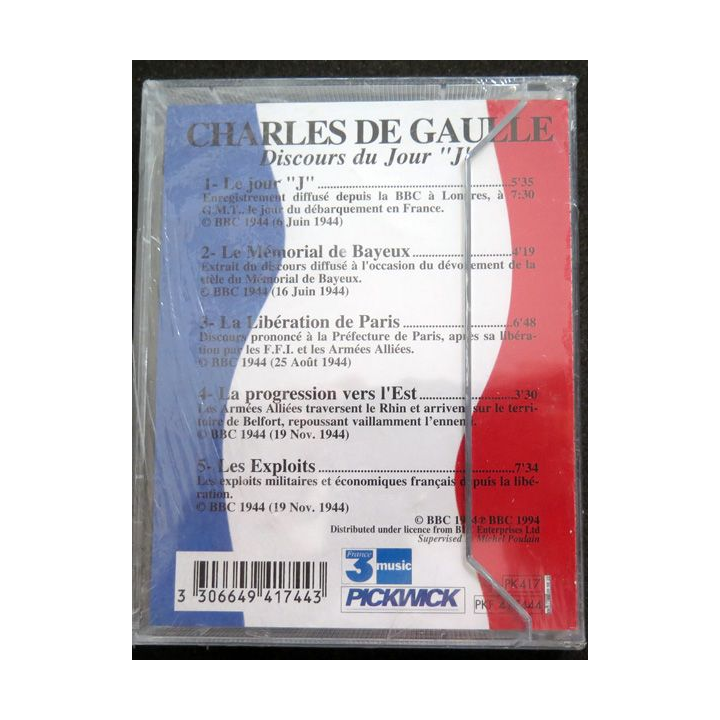 CHARLES DE GAULLE
Discours du Jour "J"
1- Le jour "J"..............................5'35
Enregistrement diffusé depuis la BBC à Londres, à 7:30
G.M.T., le jour du débarquement en France.
© BBC 1944 (6 Juin 1944)
2- Le Mémorial de Bayeux....................4'19
Extrait du discours diffusé à l'occasion du dévoilement de la
stèle du Mémorial de Bayeux.
© BBC 1944 (16 Juin 1944)
3- La Libération de Paris....................6'48
Discours prononcé à la Préfecture de Paris, après sa libéra-
tion par les F.F.I. et les Armées Alliées.
© BBC 1944 (25 Août 1944)
4- La progression vers l'Est....................3'30
Les Armées Alliées traversent le Rhin et arrivent sur le terri-
toire de Belfort, repoussant vaillamment l'ennemi.
© BBC 1944 (19 Nov. 1944)
5- Les Exploits..............................7'34
Les exploits militaires et économiques français depuis la libé-
ration.
© BBC 1944 (19 Nov. 1944)
© BBC 1994 ℗ BBC 1994
Distributed under licence from BBC Enterprises Ltd
Supervised by Michel Poulain
France
3 music
PICKWICK
3 306649 417443
PK 417
PKF